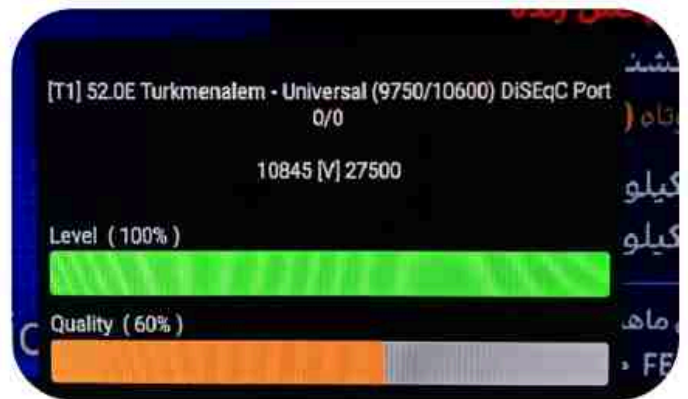 [T1] 52.0E Turkmenalem - Universal (9750/10600) DiSEqC Port
0/0
10845 [V] 27500
Level ( 100% )
Quality ( 60% )
کیلو
کیلو
FE